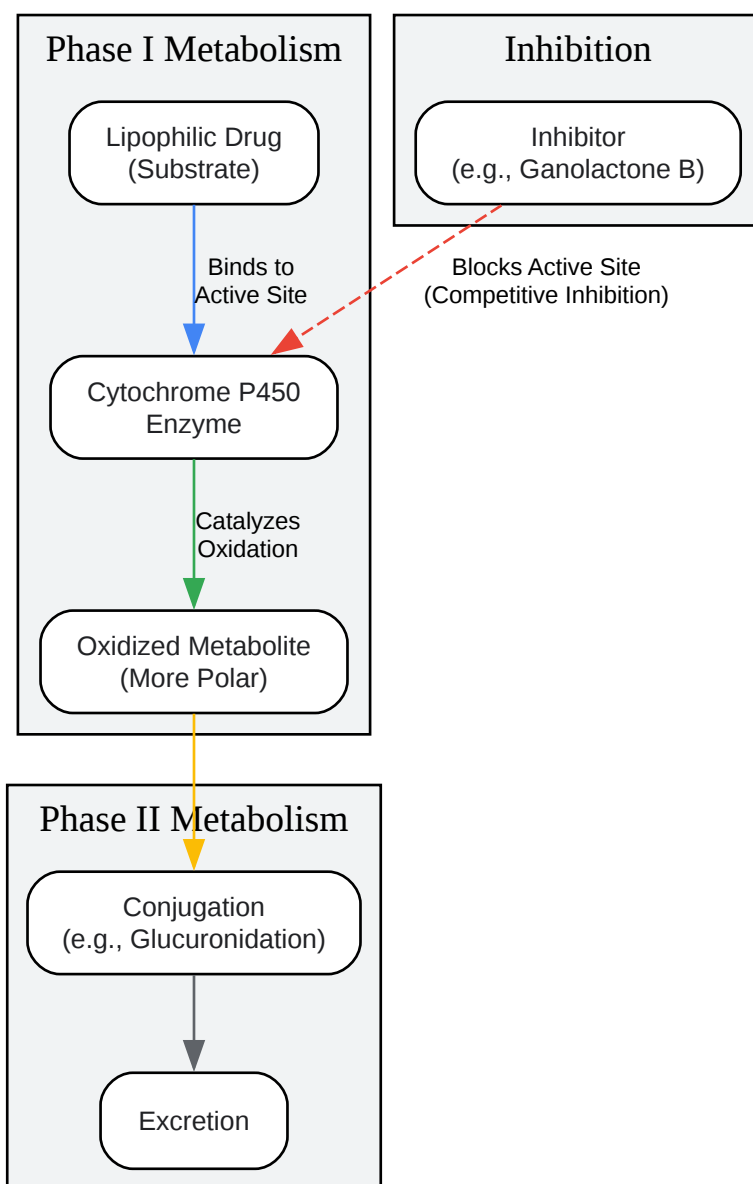 Phase I Metabolism
Lipophilic Drug
(Substrate)
Binds to
Active Site
Cytochrome P450
Enzyme
Catalyzes
Oxidation
Oxidized Metabolite
(More Polar)
Inhibition
Inhibitor
(e.g., Ganolactone B)
Blocks Active Site
(Competitive Inhibition)
Phase II Metabolism
Conjugation
(e.g., Glucuronidation)
Excretion